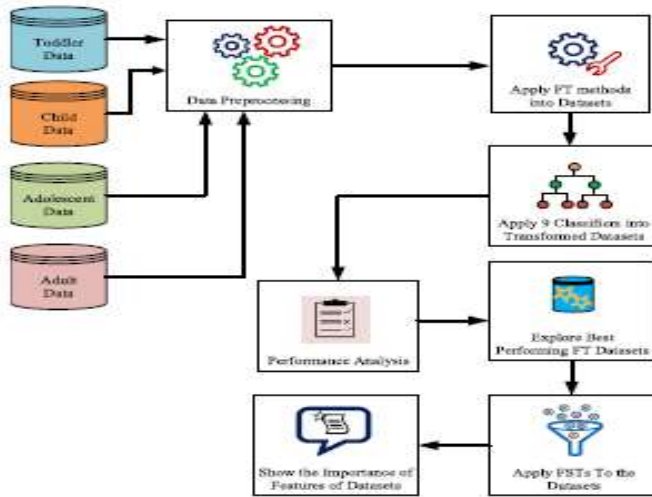 Toddler
Data
Child
Data
Adolescent
Data
Adult
Data
Data Preprocessing
Apply FT methods
into Datasets
Apply 9 Classifiers into
Transformed Datasets
Performance Analysis
Explore Best
Performing FT Datasets
Apply FSTs To the
Datasets
Show the Importance of
Features of Datasets